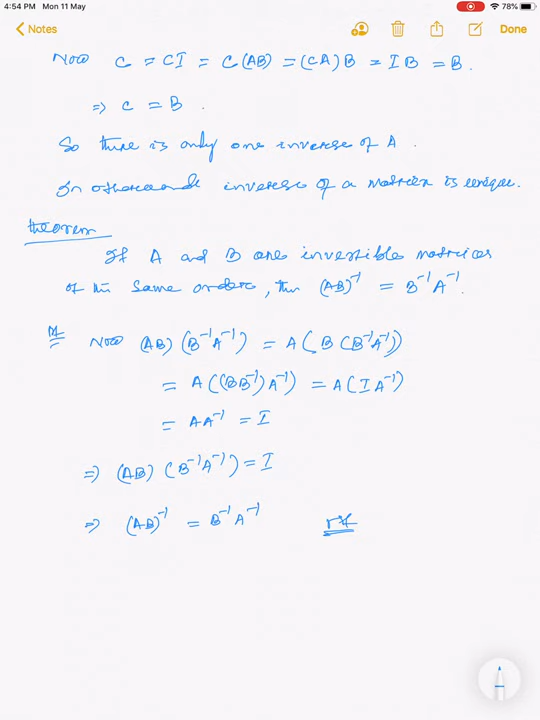 4:54 PM Mon 11 May 78%
Notes Done
Now C = CI = C(AB) = (CA)B = IB = B.
⇒ C = B.
So there is only one inverse of A.
In otherwords inverse of a matrix is unique.
Theorem
If A and B are invertible matrices
of the same order, then (AB)⁻¹ = B⁻¹A⁻¹.
Pf Now (AB)(B⁻¹A⁻¹) = A(B(B⁻¹A⁻¹))
= A((BB⁻¹)A⁻¹) = A(IA⁻¹)
= AA⁻¹ = I
⇒ (AB)(B⁻¹A⁻¹) = I
⇒ (AB)⁻¹ = B⁻¹A⁻¹